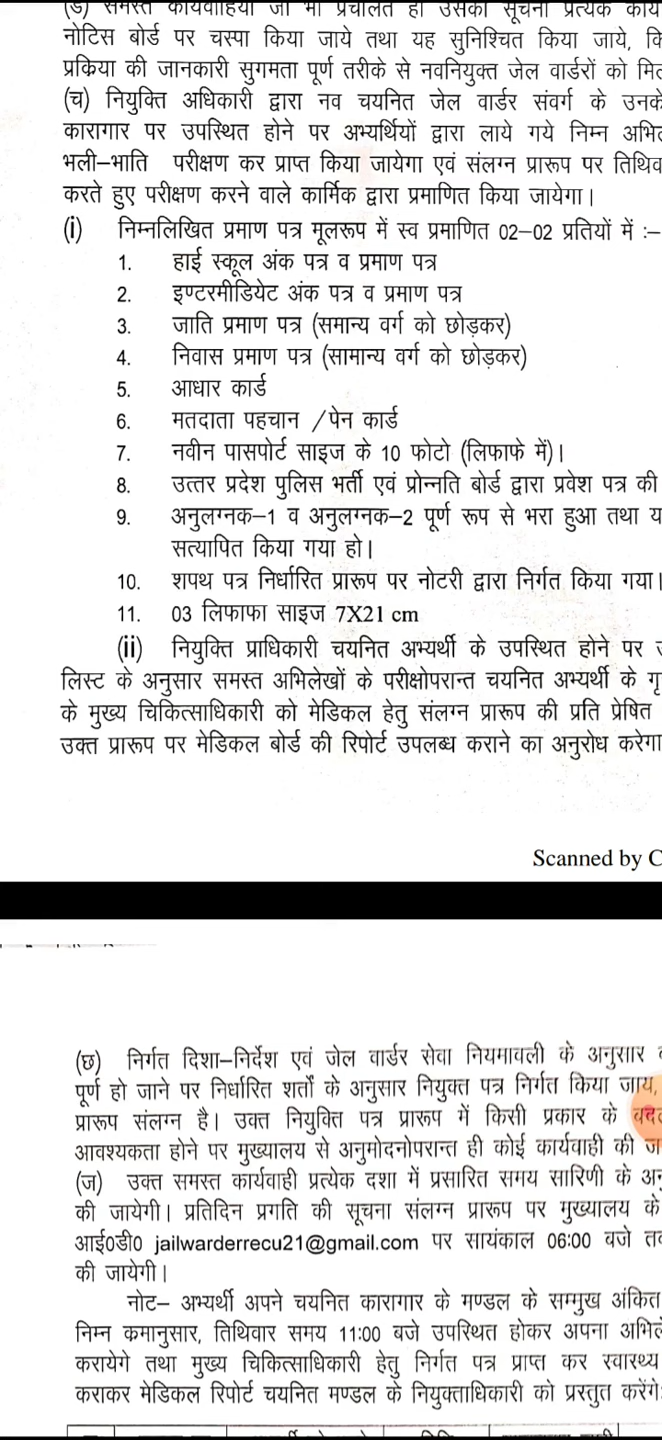 (ड) समस्त कार्यवाहियां जो भी प्रचलित हो उसकी सूचना प्रत्येक
नोटिस बोर्ड पर चस्पा किया जाये तथा यह सुनिश्चित किया जाये,
प्रकिया की जानकारी सुगमता पूर्ण तरीके से नवनियुक्त जेल वार्डरों को
(च) नियुक्ति अधिकारी द्वारा नव चयनित जेल वार्डर संवर्ग के उनके
कारागार पर उपस्थित होने पर अभ्यर्थियों द्वारा लाये गये निम्न
भली–भाति परीक्षण कर प्राप्त किया जायेगा एवं संलग्न प्रारूप पर
करते हुए परीक्षण करने वाले कार्मिक द्वारा प्रमाणित किया जायेगा।
(i) निम्नलिखित प्रमाण पत्र मूलरूप में स्व प्रमाणित 02–02 प्रतियों में :–
1. हाई स्कूल अंक पत्र व प्रमाण पत्र
2. इण्टरमीडियेट अंक पत्र व प्रमाण पत्र
3. जाति प्रमाण पत्र (समान्य वर्ग को छोड़कर)
4. निवास प्रमाण पत्र (सामान्य वर्ग को छोड़कर)
5. आधार कार्ड
6. मतदाता पहचान /पेन कार्ड
7. नवीन पासपोर्ट साइज के 10 फोटो (लिफाफे में)।
8. उत्तर प्रदेश पुलिस भर्ती एवं प्रोन्नति बोर्ड द्वारा प्रवेश पत्र की
9. अनुलग्नक–1 व अनुलग्नक–2 पूर्ण रूप से भरा हुआ तथा
सत्यापित किया गया हो।
10. शपथ पत्र निर्धारित प्रारूप पर नोटरी द्वारा निर्गत किया गया।
11. 03 लिफाफा साइज 7X21 cm
(ii) नियुक्ति प्राधिकारी चयनित अभ्यर्थी के उपस्थित होने पर
लिस्ट के अनुसार समस्त अभिलेखों के परीक्षोपरान्त चयनित अभ्यर्थी के
के मुख्य चिकित्साधिकारी को मेडिकल हेतु संलग्न प्रारूप की प्रति प्रेषित
उक्त प्रारूप पर मेडिकल बोर्ड की रिपोर्ट उपलब्ध कराने का अनुरोध करेगा
Scanned by
(छ) निर्गत दिशा–निर्देश एवं जेल वार्डर सेवा नियमावली के अनुसार
पूर्ण हो जाने पर निर्धारित शर्तों के अनुसार नियुक्त पत्र निर्गत किया जाय,
प्रारूप संलग्न है। उक्त नियुक्ति पत्र प्रारूप में किसी प्रकार के
आवश्यकता होने पर मुख्यालय से अनुमोदनोपरान्त ही कोई कार्यवाही की
(ज) उक्त समस्त कार्यवाही प्रत्येक दशा में प्रसारित समय सारिणी के
की जायेगी। प्रतिदिन प्रगति की सूचना संलग्न प्रारूप पर मुख्यालय के
आई0डी0 jailwarderrecu21@gmail.com पर सायंकाल 06:00 बजे
की जायेगी।
नोट– अभ्यर्थी अपने चयनित कारागार के मण्डल के सम्मुख अंकित
निम्न कमानुसार, तिथिवार समय 11:00 बजे उपस्थित होकर अपना
करायेगे तथा मुख्य चिकित्साधिकारी हेतु निर्गत पत्र प्राप्त कर स्वास्थ्य
कराकर मेडिकल रिपोर्ट चयनित मण्डल के नियुक्ताधिकारी को प्रस्तुत करेंगे